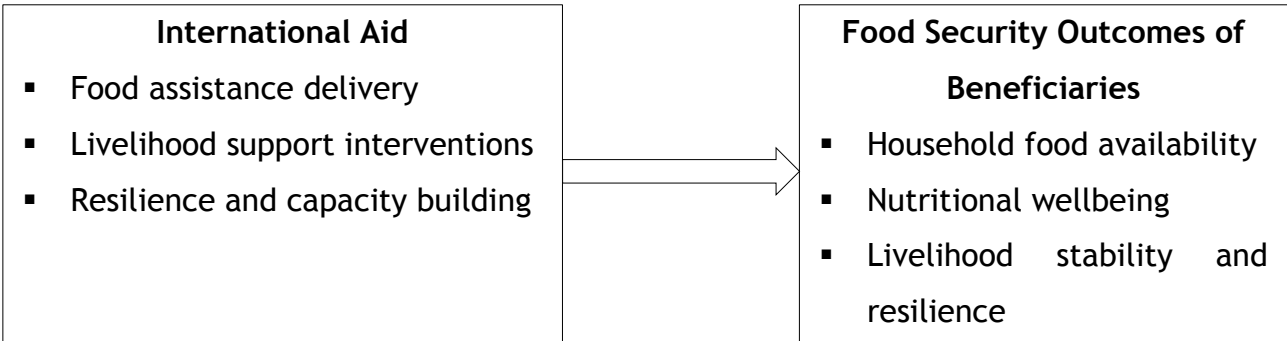 International Aid
▪ Food assistance delivery
▪ Livelihood support interventions
▪ Resilience and capacity building
Food Security Outcomes of
Beneficiaries
▪ Household food availability
▪ Nutritional wellbeing
▪ Livelihood stability and
resilience